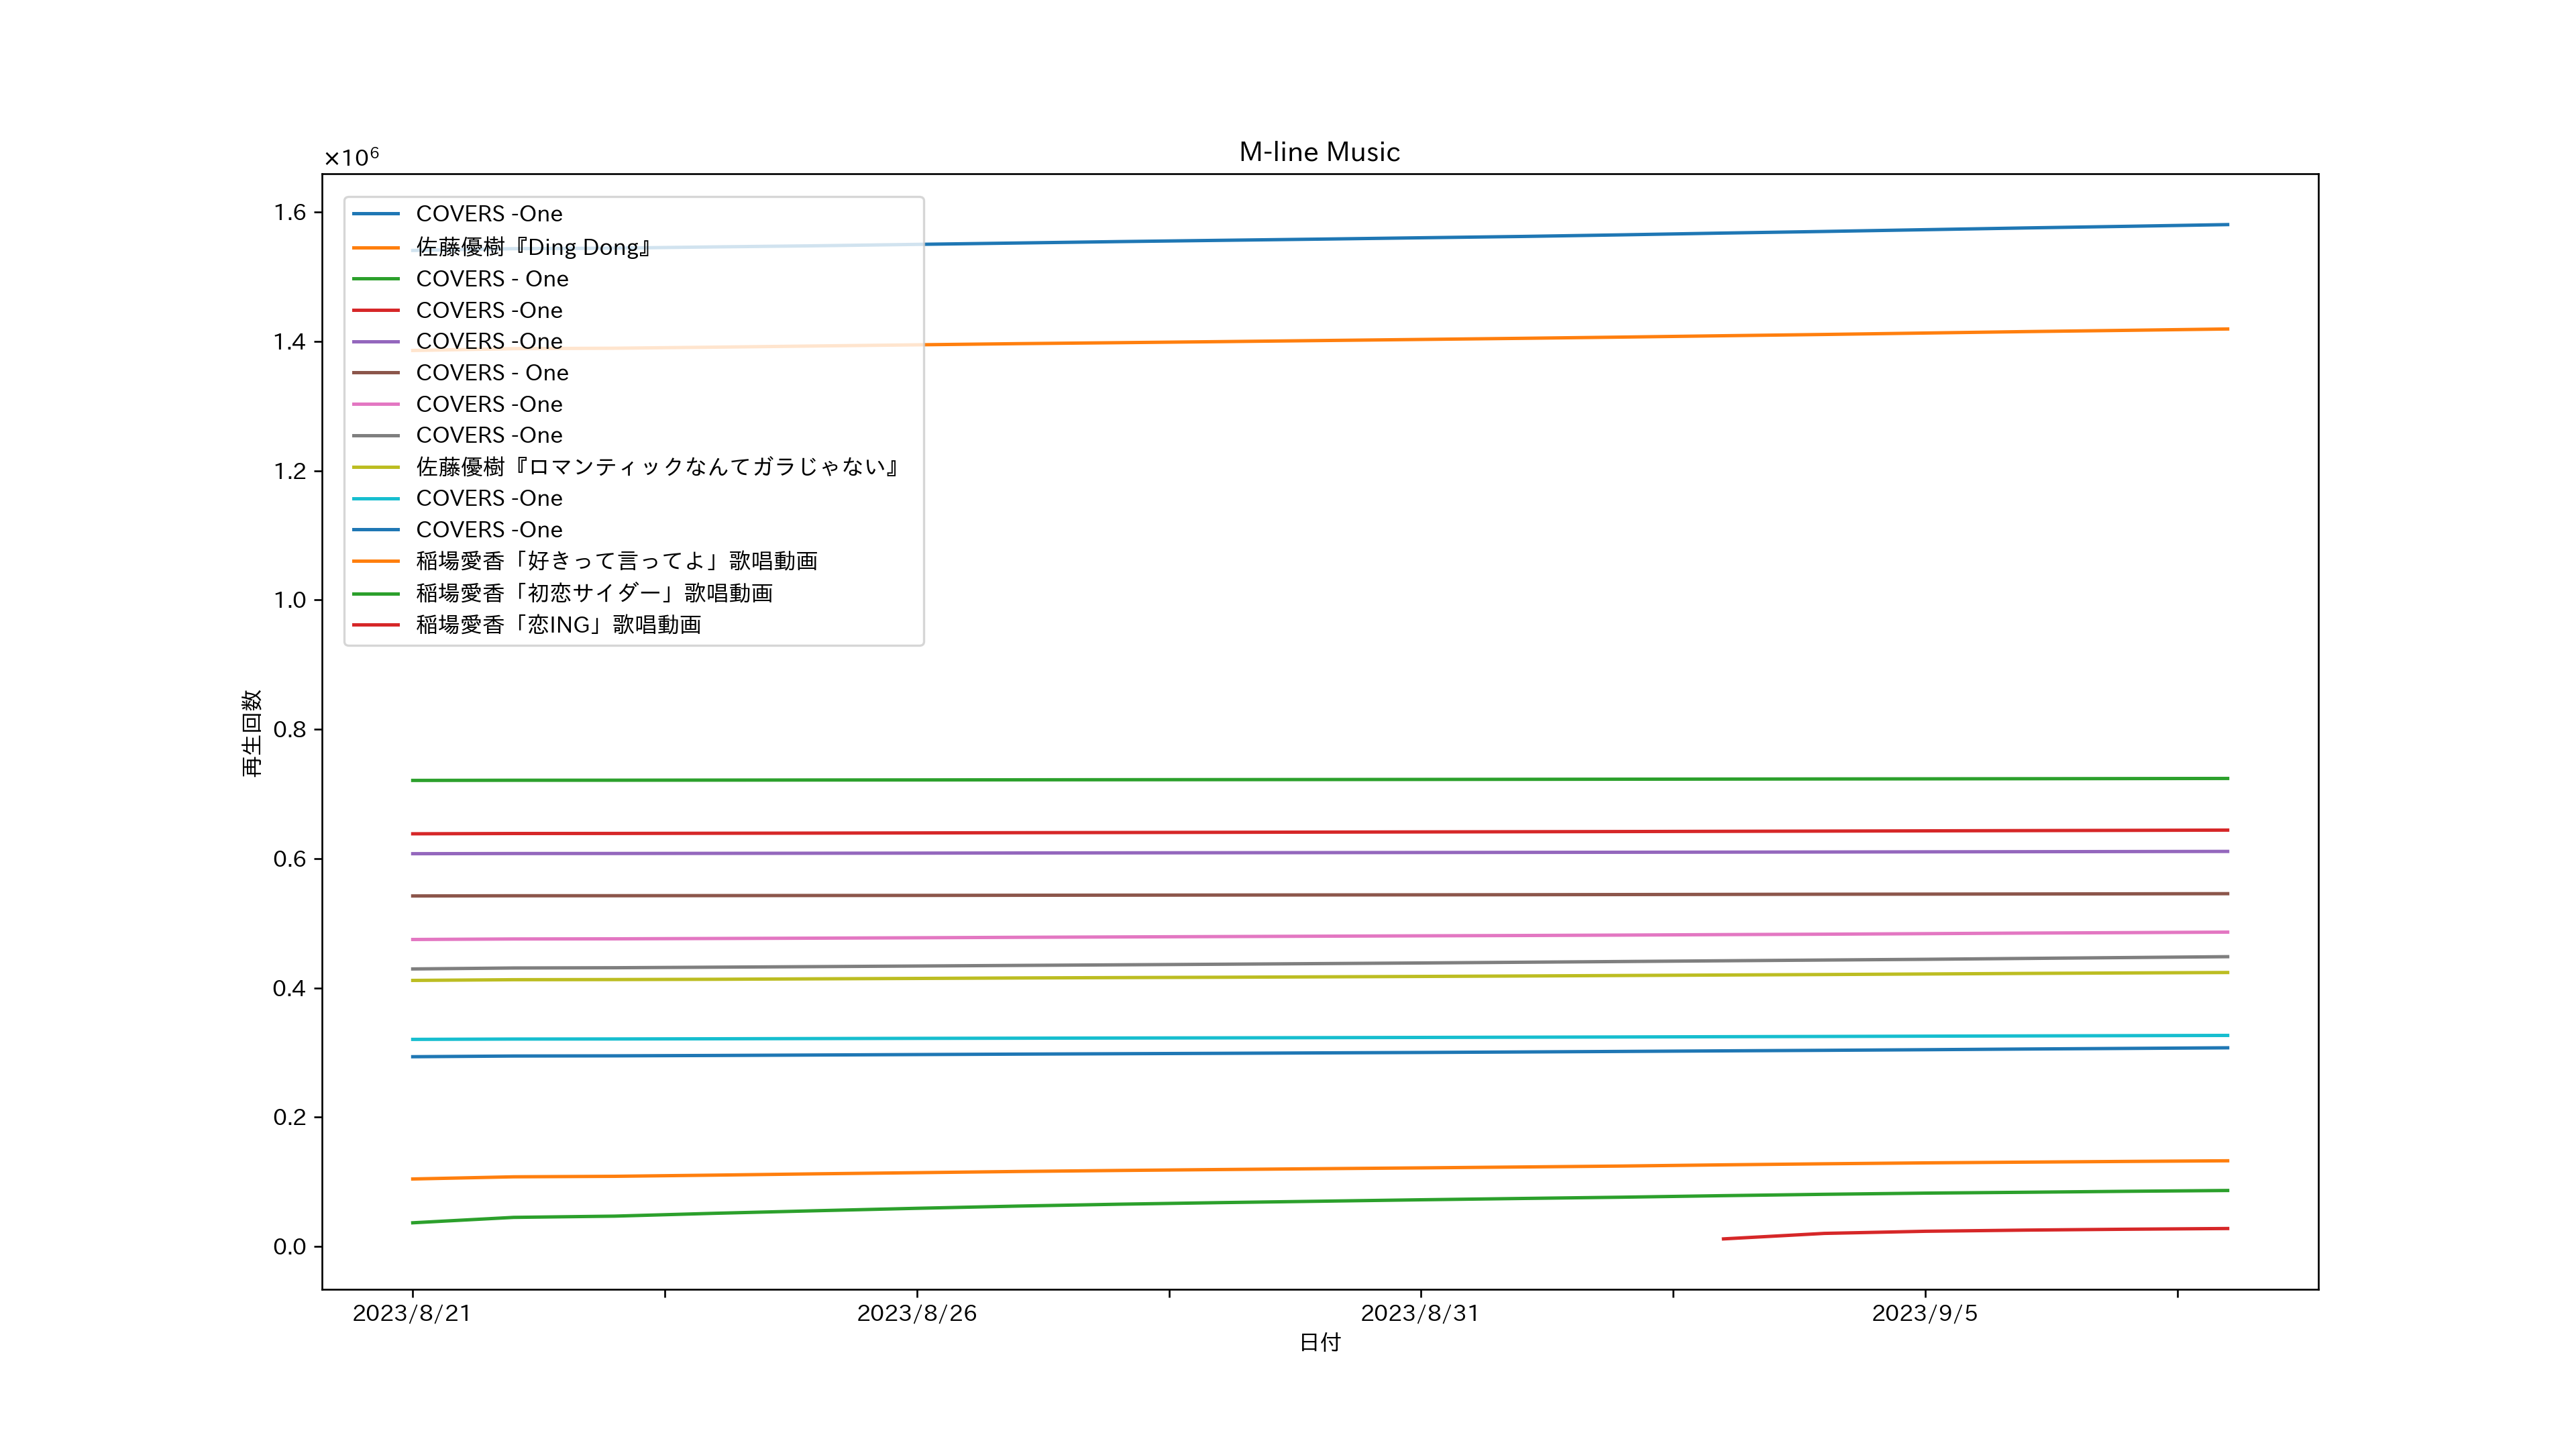 M-line Music
×10⁶
1.6
1.4
1.2
1.0
0.8
0.6
0.4
0.2
0.0
再生回数
COVERS -One
佐藤優樹『Ding Dong』
COVERS - One
COVERS -One
COVERS -One
COVERS - One
COVERS -One
COVERS -One
佐藤優樹『ロマンティックなんてガラじゃない』
COVERS -One
COVERS -One
稲場愛香「好きって言ってよ」歌唱動画
稲場愛香「初恋サイダー」歌唱動画
稲場愛香「恋ING」歌唱動画
2023/8/21
2023/8/26
2023/8/31
2023/9/5
日付